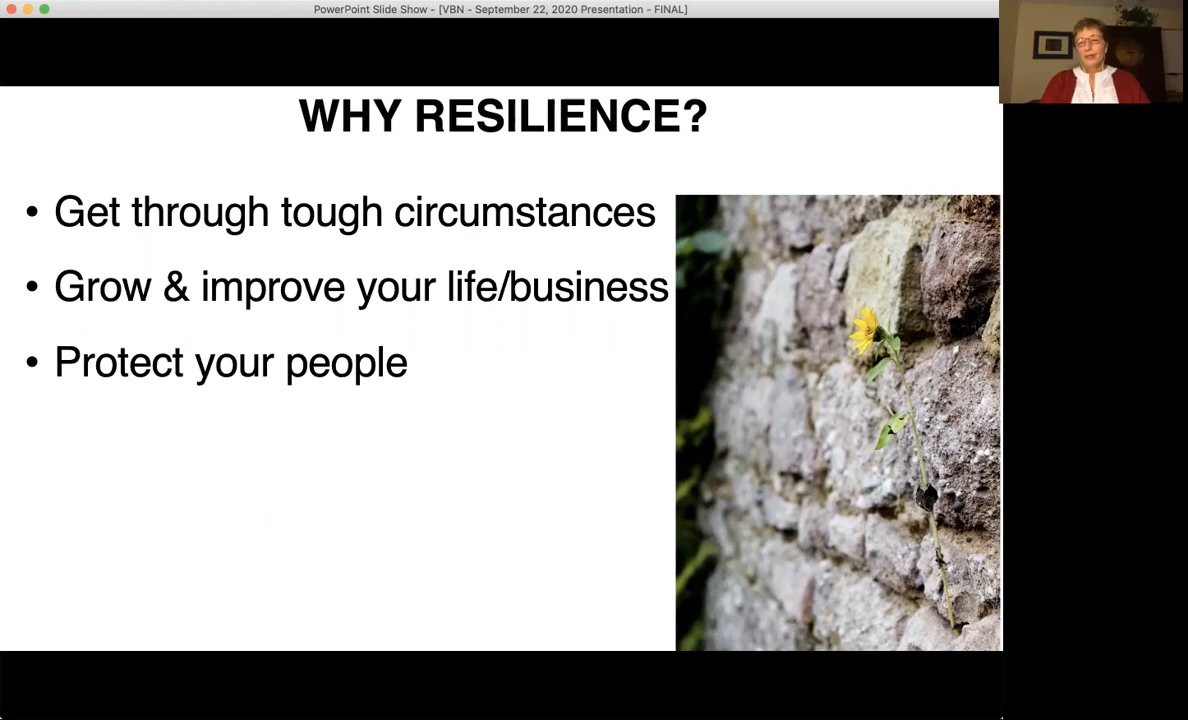 PowerPoint Slide Show - [VBN - September 22, 2020 Presentation - FINAL]
WHY RESILIENCE?
• Get through tough circumstances
• Grow & improve your life/business
• Protect your people